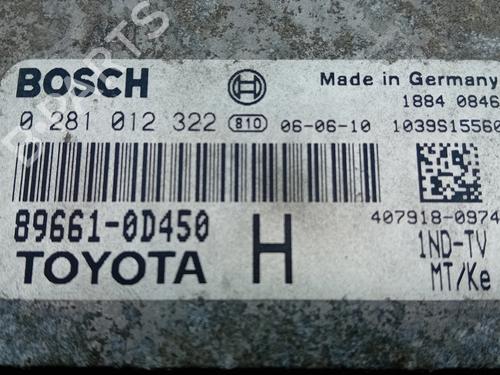 B PARTS
BOSCH
Made in Germany
1884 0846
0 281 012 322 810 06-06-10 1039S15560
89661-0D450 H 407918-0974
TOYOTA 1ND-TV
MT/Ke